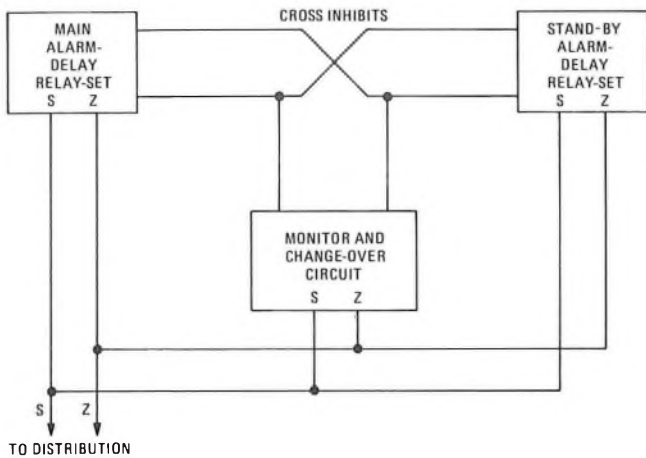 CROSS INHIBITS
MAIN
ALARM-
DELAY
RELAY-SET
S Z
STAND-BY
ALARM-
DELAY
RELAY-SET
S Z
MONITOR AND
CHANGE-OVER
CIRCUIT
S Z
S Z
TO DISTRIBUTION